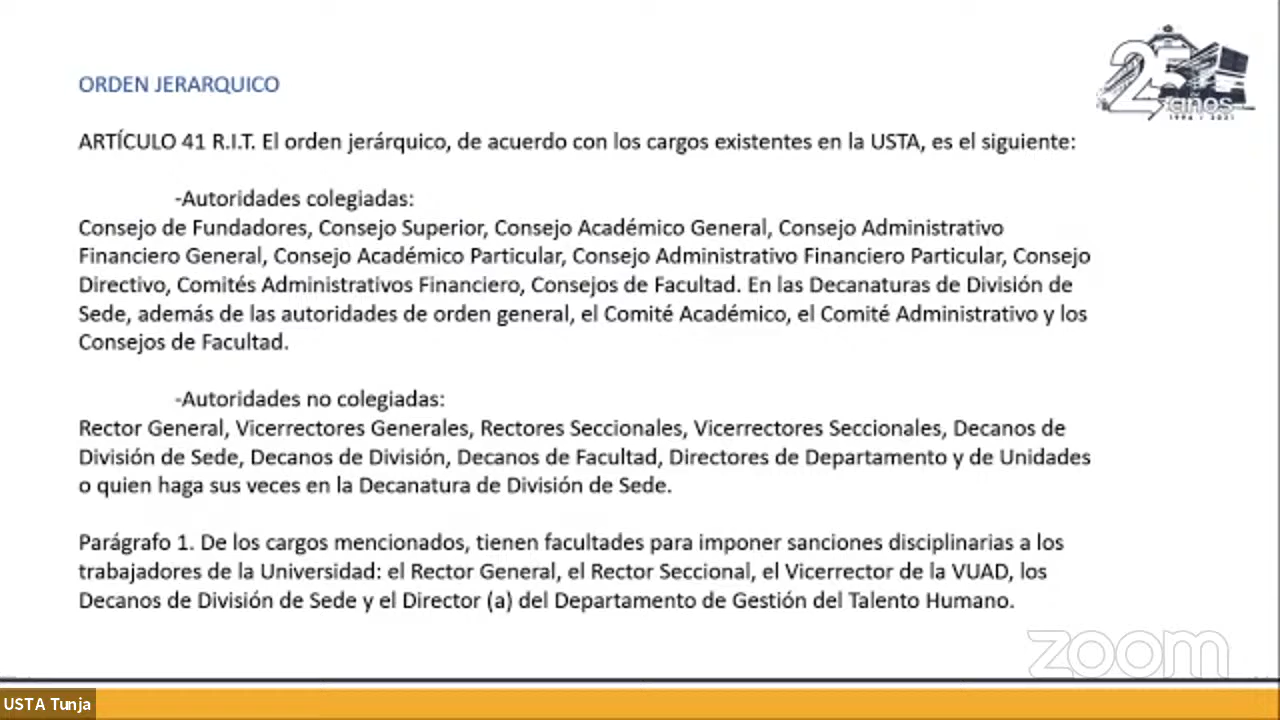 25
años
1996 / 2021
ORDEN JERARQUICO
ARTÍCULO 41 R.I.T. El orden jerárquico, de acuerdo con los cargos existentes en la USTA, es el siguiente:
-Autoridades colegiadas:
Consejo de Fundadores, Consejo Superior, Consejo Académico General, Consejo Administrativo
Financiero General, Consejo Académico Particular, Consejo Administrativo Financiero Particular, Consejo
Directivo, Comités Administrativos Financiero, Consejos de Facultad. En las Decanaturas de División de
Sede, además de las autoridades de orden general, el Comité Académico, el Comité Administrativo y los
Consejos de Facultad.
-Autoridades no colegiadas:
Rector General, Vicerrectores Generales, Rectores Seccionales, Vicerrectores Seccionales, Decanos de
División de Sede, Decanos de División, Decanos de Facultad, Directores de Departamento y de Unidades
o quien haga sus veces en la Decanatura de División de Sede.
Parágrafo 1. De los cargos mencionados, tienen facultades para imponer sanciones disciplinarias a los
trabajadores de la Universidad: el Rector General, el Rector Seccional, el Vicerrector de la VUAD, los
Decanos de División de Sede y el Director (a) del Departamento de Gestión del Talento Humano.
zoom
USTA Tunja